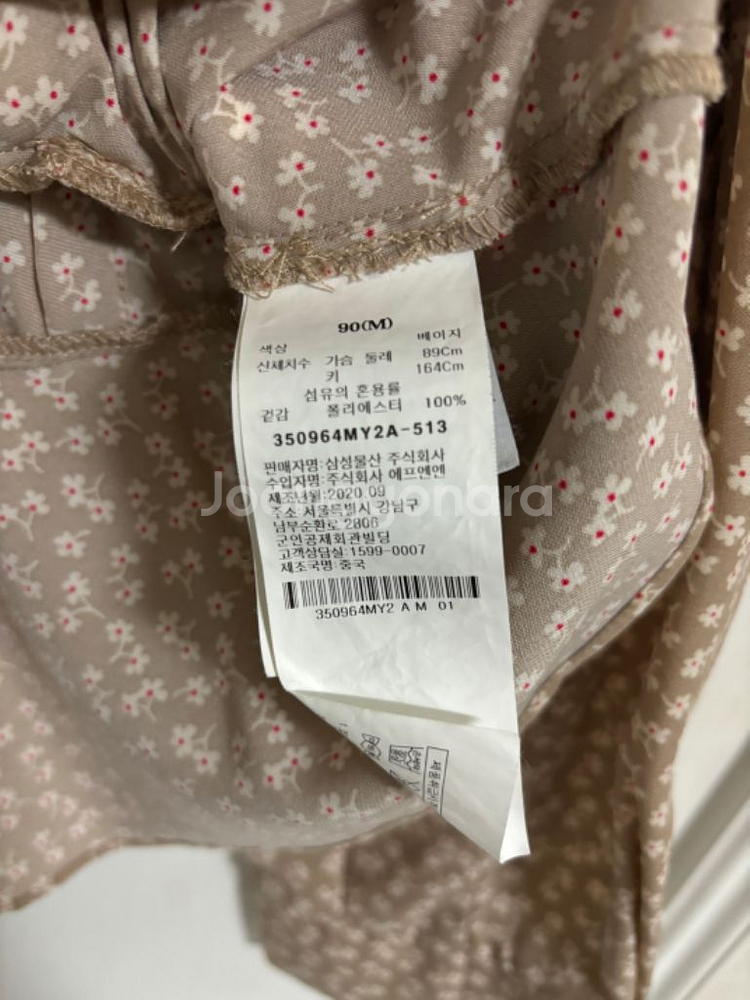 90(M)
색상 베이지
신체치수 가슴 둘레 89Cm
키 164Cm
섬유의 혼용률
겉감 폴리에스터 100%
350964MY2A-513
판매자명:삼성물산 주식회사
수입자명:주식회사 에프엔엔
제조년월:2020.09
주소:서울특별시 강남구
남부순환로 2806
군인공제회관빌딩
고객상담실:1599-0007
제조국명:중국
350964MY2 A M 01